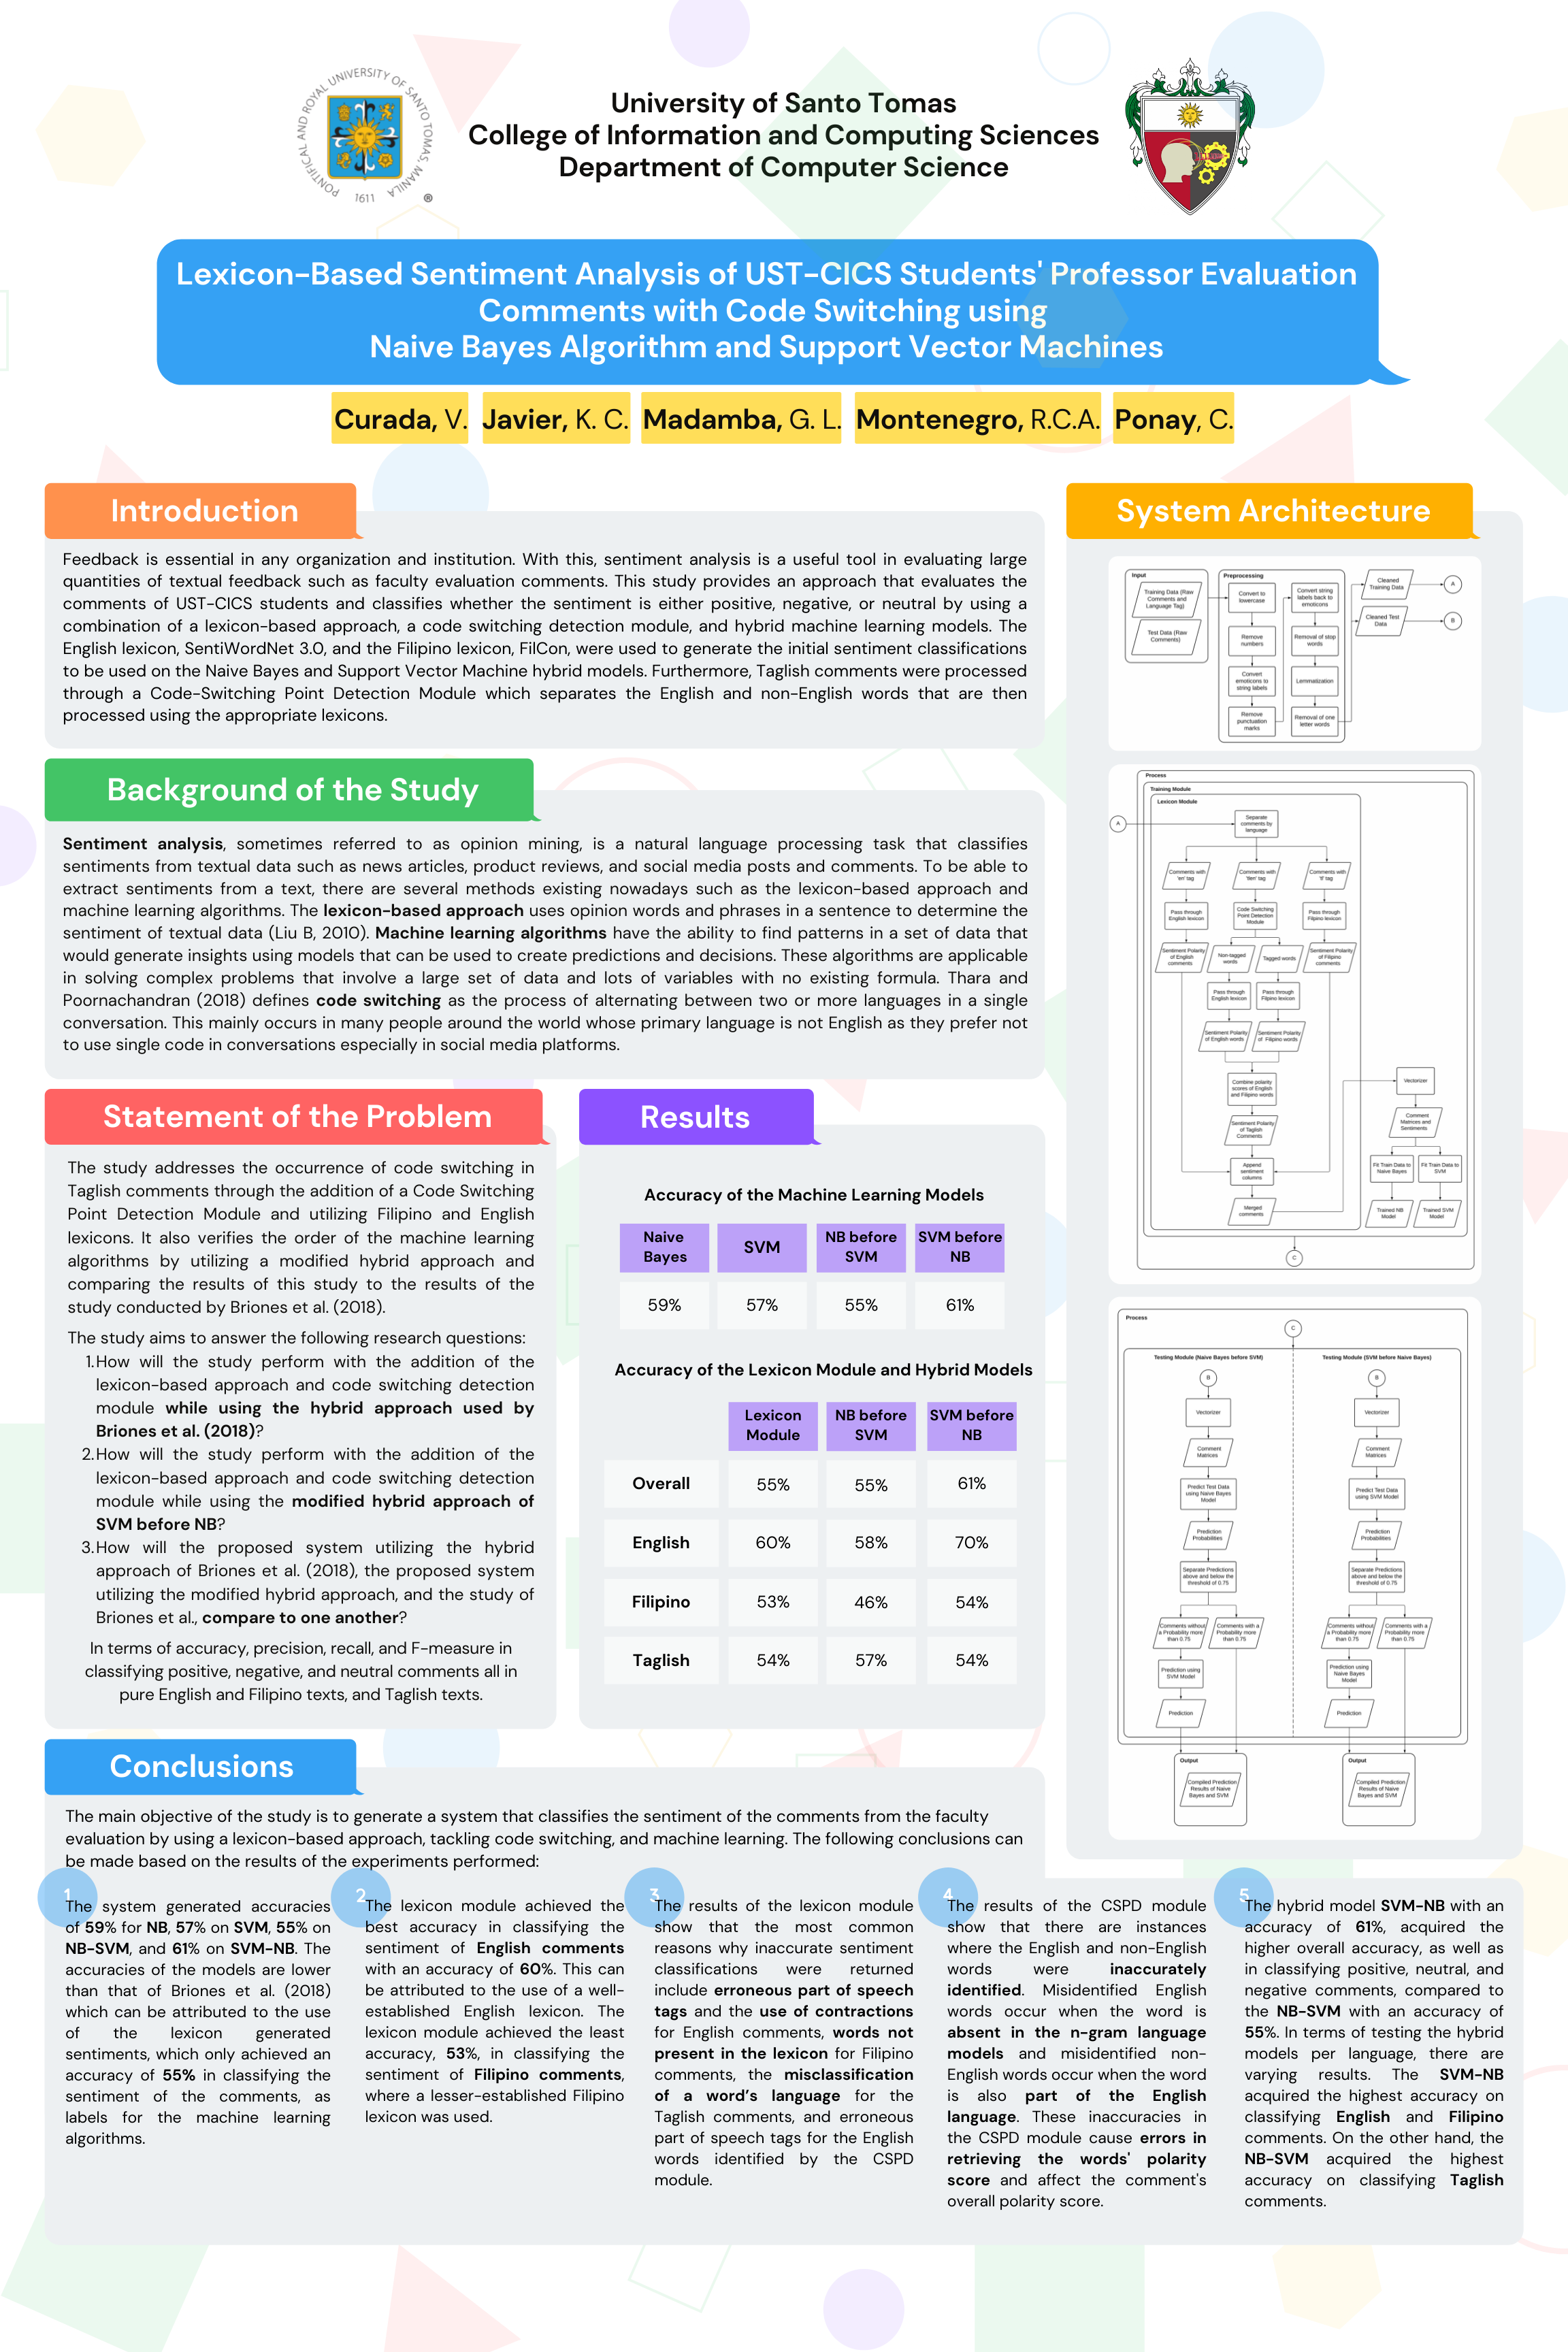 PONTIFICAL AND ROYAL UNIVERSITY OF SANTO TOMAS, MANILA
1611
®
University of Santo Tomas
College of Information and Computing Sciences
Department of Computer Science
Lexicon-Based Sentiment Analysis of UST-CICS Students' Professor Evaluation
Comments with Code Switching using
Naive Bayes Algorithm and Support Vector Machines
Curada, V. Javier, K. C. Madamba, G. L. Montenegro, R.C.A. Ponay, C.
Introduction
Feedback is essential in any organization and institution. With this, sentiment analysis is a useful tool in evaluating large
quantities of textual feedback such as faculty evaluation comments. This study provides an approach that evaluates the
comments of UST-CICS students and classifies whether the sentiment is either positive, negative, or neutral by using a
combination of a lexicon-based approach, a code switching detection module, and hybrid machine learning models. The
English lexicon, SentiWordNet 3.0, and the Filipino lexicon, FilCon, were used to generate the initial sentiment classifications
to be used on the Naive Bayes and Support Vector Machine hybrid models. Furthermore, Taglish comments were processed
through a Code-Switching Point Detection Module which separates the English and non-English words that are then
processed using the appropriate lexicons.
Background of the Study
Sentiment analysis, sometimes referred to as opinion mining, is a natural language processing task that classifies
sentiments from textual data such as news articles, product reviews, and social media posts and comments. To be able to
extract sentiments from a text, there are several methods existing nowadays such as the lexicon-based approach and
machine learning algorithms. The lexicon-based approach uses opinion words and phrases in a sentence to determine the
sentiment of textual data (Liu B, 2010). Machine learning algorithms have the ability to find patterns in a set of data that
would generate insights using models that can be used to create predictions and decisions. These algorithms are applicable
in solving complex problems that involve a large set of data and lots of variables with no existing formula. Thara and
Poornachandran (2018) defines code switching as the process of alternating between two or more languages in a single
conversation. This mainly occurs in many people around the world whose primary language is not English as they prefer not
to use single code in conversations especially in social media platforms.
Statement of the Problem
The study addresses the occurrence of code switching in
Taglish comments through the addition of a Code Switching
Point Detection Module and utilizing Filipino and English
lexicons. It also verifies the order of the machine learning
algorithms by utilizing a modified hybrid approach and
comparing the results of this study to the results of the
study conducted by Briones et al. (2018).
The study aims to answer the following research questions:
1. How will the study perform with the addition of the
lexicon-based approach and code switching detection
module while using the hybrid approach used by
Briones et al. (2018)?
2. How will the study perform with the addition of the
lexicon-based approach and code switching detection
module while using the modified hybrid approach of
SVM before NB?
3. How will the proposed system utilizing the hybrid
approach of Briones et al. (2018), the proposed system
utilizing the modified hybrid approach, and the study of
Briones et al., compare to one another?
In terms of accuracy, precision, recall, and F-measure in
classifying positive, negative, and neutral comments all in
pure English and Filipino texts, and Taglish texts.
Results
Accuracy of the Machine Learning Models
Naive Bayes SVM NB before SVM SVM before NB
59% 57% 55% 61%
Accuracy of the Lexicon Module and Hybrid Models
Lexicon Module NB before SVM SVM before NB
Overall 55% 55% 61%
English 60% 58% 70%
Filipino 53% 46% 54%
Taglish 54% 57% 54%
System Architecture
Input
Training Data (Raw Comments and Language Tag)
Test Data (Raw Comments)
Preprocessing
Convert to lowercase
Remove numbers
Convert emoticons to string labels
Remove punctuation marks
Convert string labels back to emoticons
Removal of stop words
Lemmatization
Removal of one letter words
Cleaned Training Data
A
Cleaned Test Data
B
Process
Training Module
Lexicon Module
A
Separate comments by language
Comments with 'en' tag
Comments with 'tlen' tag
Comments with 'tl' tag
Pass through English lexicon
Code Switching Point Detection Module
Pass through Filipino lexicon
Sentiment Polarity of English comments
Non-tagged words
Tagged words
Sentiment Polarity of Filipino comments
Pass through English lexicon
Pass through Filipino lexicon
Sentiment Polarity of English words
Sentiment Polarity of Filipino words
Combine polarity scores of English and Filipino words
Sentiment Polarity of Taglish Comments
Append sentiment columns
Merged comments
Vectorizer
Comment Matrices and Sentiments
Fit Train Data to Naive Bayes
Fit Train Data to SVM
Trained NB Model
Trained SVM Model
C
Process
C
Testing Module (Naive Bayes before SVM)
B
Vectorizer
Comment Matrices
Predict Test Data using Naive Bayes Model
Prediction Probabilities
Separate Predictions above and below the threshold of 0.75
Comments without a Probability more than 0.75
Comments with a Probability more than 0.75
Prediction using SVM Model
Prediction
Output
Compiled Prediction Results of Naive Bayes and SVM
Testing Module (SVM before Naive Bayes)
B
Vectorizer
Comment Matrices
Predict Test Data using SVM Model
Prediction Probabilities
Separate Predictions above and below the threshold of 0.75
Comments without a Probability more than 0.75
Comments with a Probability more than 0.75
Prediction using Naive Bayes Model
Prediction
Output
Compiled Prediction Results of Naive Bayes and SVM
Conclusions
The main objective of the study is to generate a system that classifies the sentiment of the comments from the faculty
evaluation by using a lexicon-based approach, tackling code switching, and machine learning. The following conclusions can
be made based on the results of the experiments performed:
1
The system generated accuracies
of 59% for NB, 57% on SVM, 55% on
NB-SVM, and 61% on SVM-NB. The
accuracies of the models are lower
than that of Briones et al. (2018)
which can be attributed to the use
of the lexicon generated
sentiments, which only achieved an
accuracy of 55% in classifying the
sentiment of the comments, as
labels for the machine learning
algorithms.
2
The lexicon module achieved the
best accuracy in classifying the
sentiment of English comments
with an accuracy of 60%. This can
be attributed to the use of a well-
established English lexicon. The
lexicon module achieved the least
accuracy, 53%, in classifying the
sentiment of Filipino comments,
where a lesser-established Filipino
lexicon was used.
3
The results of the lexicon module
show that the most common
reasons why inaccurate sentiment
classifications were returned
include erroneous part of speech
tags and the use of contractions
for English comments, words not
present in the lexicon for Filipino
comments, the misclassification
of a word's language for the
Taglish comments, and erroneous
part of speech tags for the English
words identified by the CSPD
module.
4
The results of the CSPD module
show that there are instances
where the English and non-English
words were inaccurately
identified. Misidentified English
words occur when the word is
absent in the n-gram language
models and misidentified non-
English words occur when the word
is also part of the English
language. These inaccuracies in
the CSPD module cause errors in
retrieving the words' polarity
score and affect the comment's
overall polarity score.
5
The hybrid model SVM-NB with an
accuracy of 61%, acquired the
higher overall accuracy, as well as
in classifying positive, neutral, and
negative comments, compared to
the NB-SVM with an accuracy of
55%. In terms of testing the hybrid
models per language, there are
varying results. The SVM-NB
acquired the highest accuracy on
classifying English and Filipino
comments. On the other hand, the
NB-SVM acquired the highest
accuracy on classifying Taglish
comments.